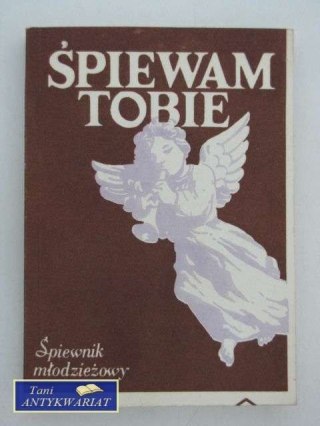 ŚPIEWAM
TOBIE
Śpiewnik
młodzieżowy
Tani
ANTYKWARIAT